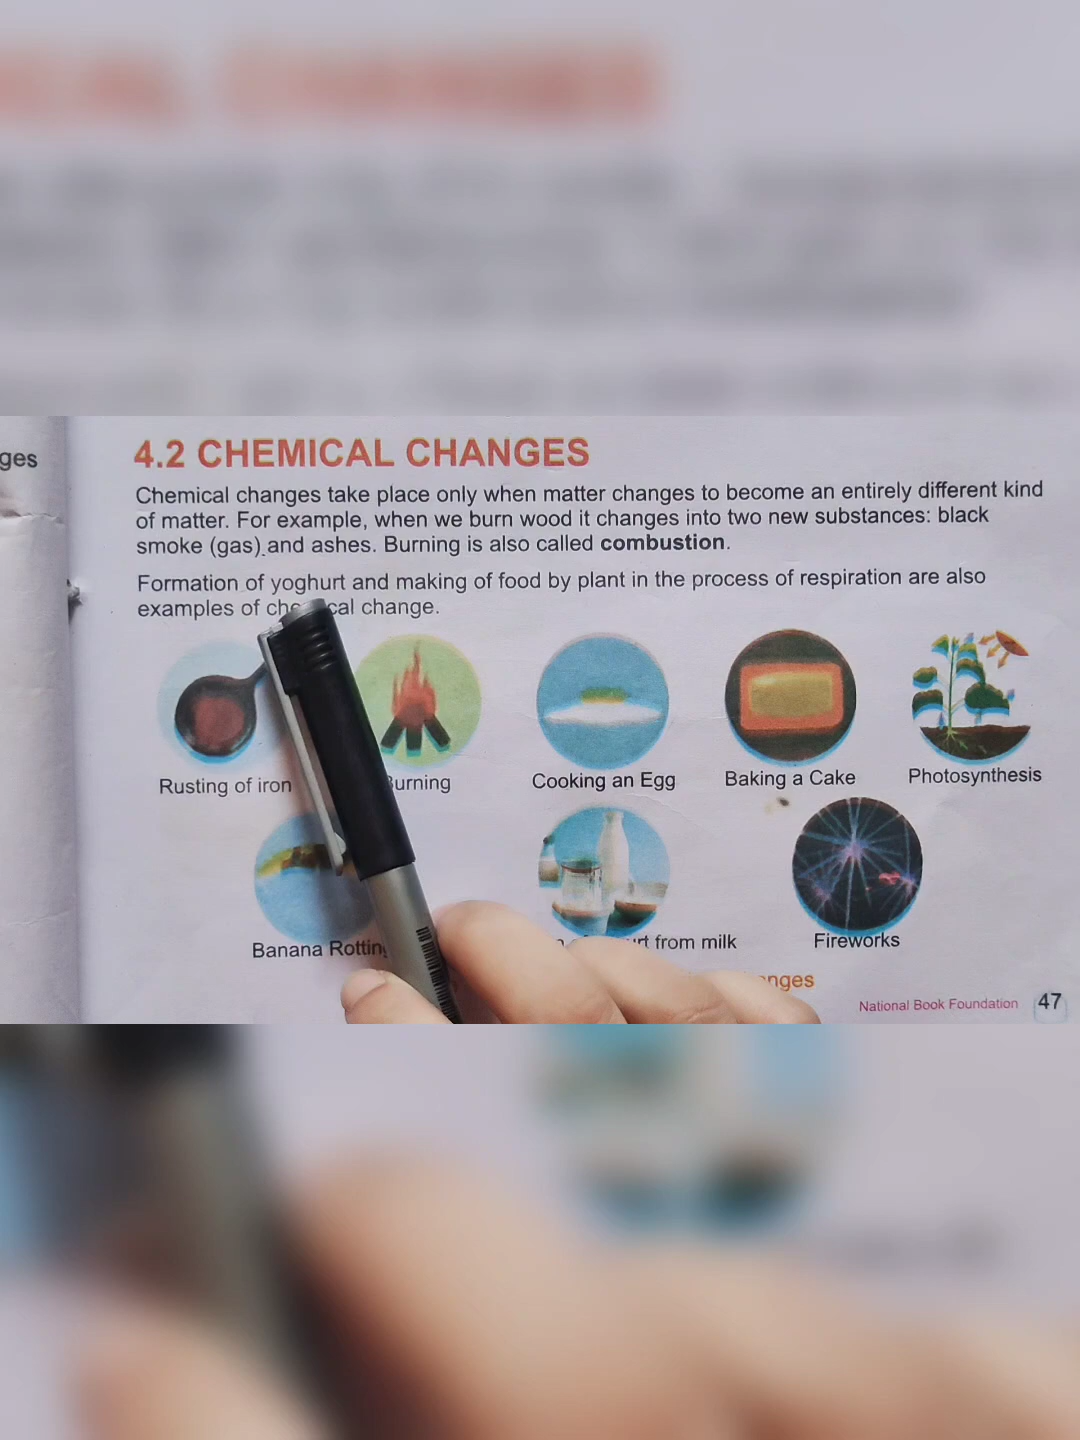 ges
4.2 CHEMICAL CHANGES
Chemical changes take place only when matter changes to become an entirely different kind
of matter. For example, when we burn wood it changes into two new substances: black
smoke (gas) and ashes. Burning is also called combustion.
Formation of yoghurt and making of food by plant in the process of respiration are also
examples of che cal change.
Rusting of iron urning Cooking an Egg Baking a Cake Photosynthesis
Banana Rotting rt from milk Fireworks
nges
National Book Foundation 47